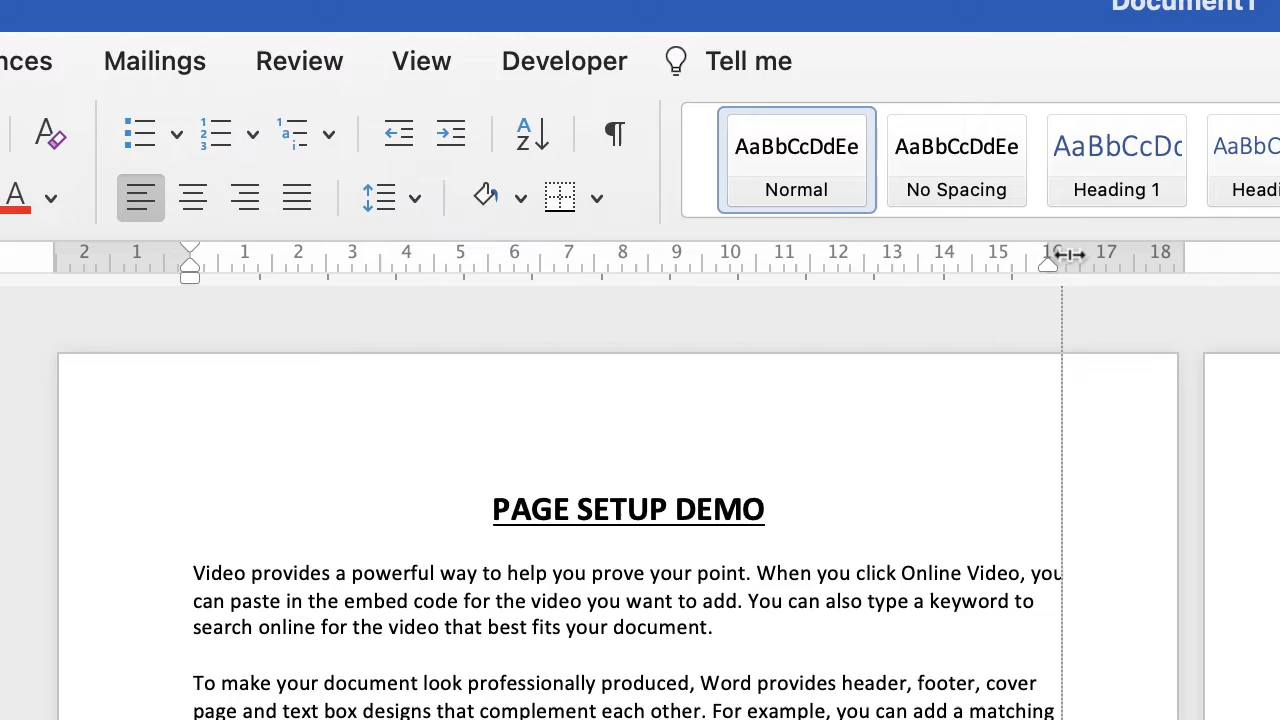 Document1
nces Mailings Review View Developer Tell me
AaBbCcDdEe AaBbCcDdEe AaBbCcDc AaBbC
Normal No Spacing Heading 1 Headi
2 1 1 2 3 4 5 6 7 8 9 10 11 12 13 14 15 16 17 18
PAGE SETUP DEMO
Video provides a powerful way to help you prove your point. When you click Online Video, you
can paste in the embed code for the video you want to add. You can also type a keyword to
search online for the video that best fits your document.
To make your document look professionally produced, Word provides header, footer, cover
page and text box designs that complement each other. For example, you can add a matching